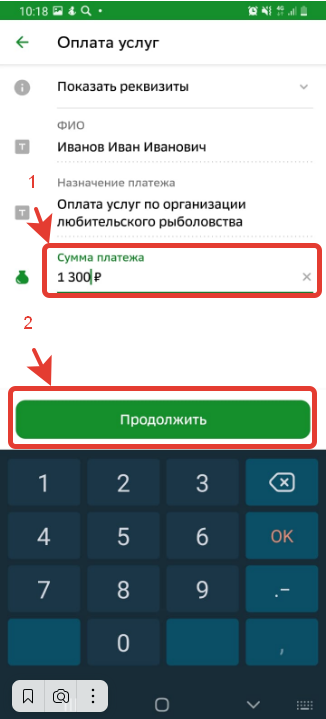 10:18
Оплата услуг
Показать реквизиты
ФИО
Иванов Иван Иванович
1
Назначение платежа
Оплата услуг по организации
любительского рыболовства
Сумма платежа
1 300 ₽
2
Продолжить
1 2 3
4 5 6 OK
7 8 9 .-
0 ,